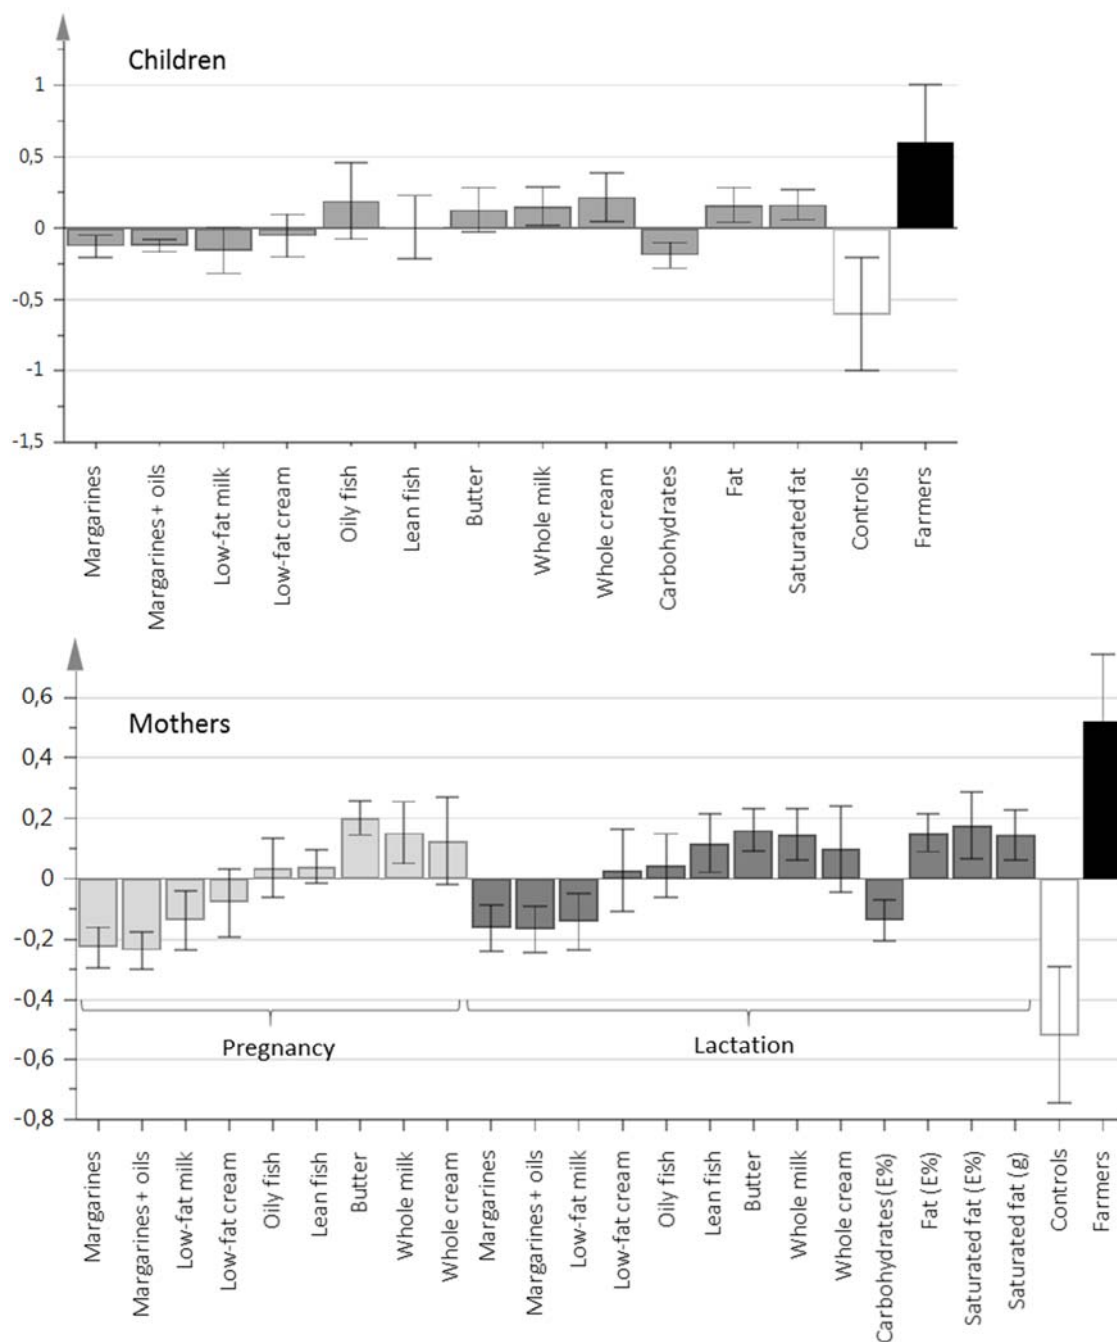 Children
1
0,5
0
-0,5
-1
-1,5
Margarines
Margarines + oils
Low-fat milk
Low-fat cream
Oily fish
Lean fish
Butter
Whole milk
Whole cream
Carbohydrates
Fat
Saturated fat
Controls
Farmers
Mothers
0,6
0,4
0,2
0
-0,2
-0,4
-0,6
-0,8
Pregnancy
Lactation
Margarines
Margarines + oils
Low-fat milk
Low-fat cream
Oily fish
Lean fish
Butter
Whole milk
Whole cream
Margarines
Margarines + oils
Low-fat milk
Low-fat cream
Oily fish
Lean fish
Butter
Whole milk
Whole cream
Carbohydrates (E%)
Fat (E%)
Saturated fat (E%)
Saturated fat (g)
Controls
Farmers